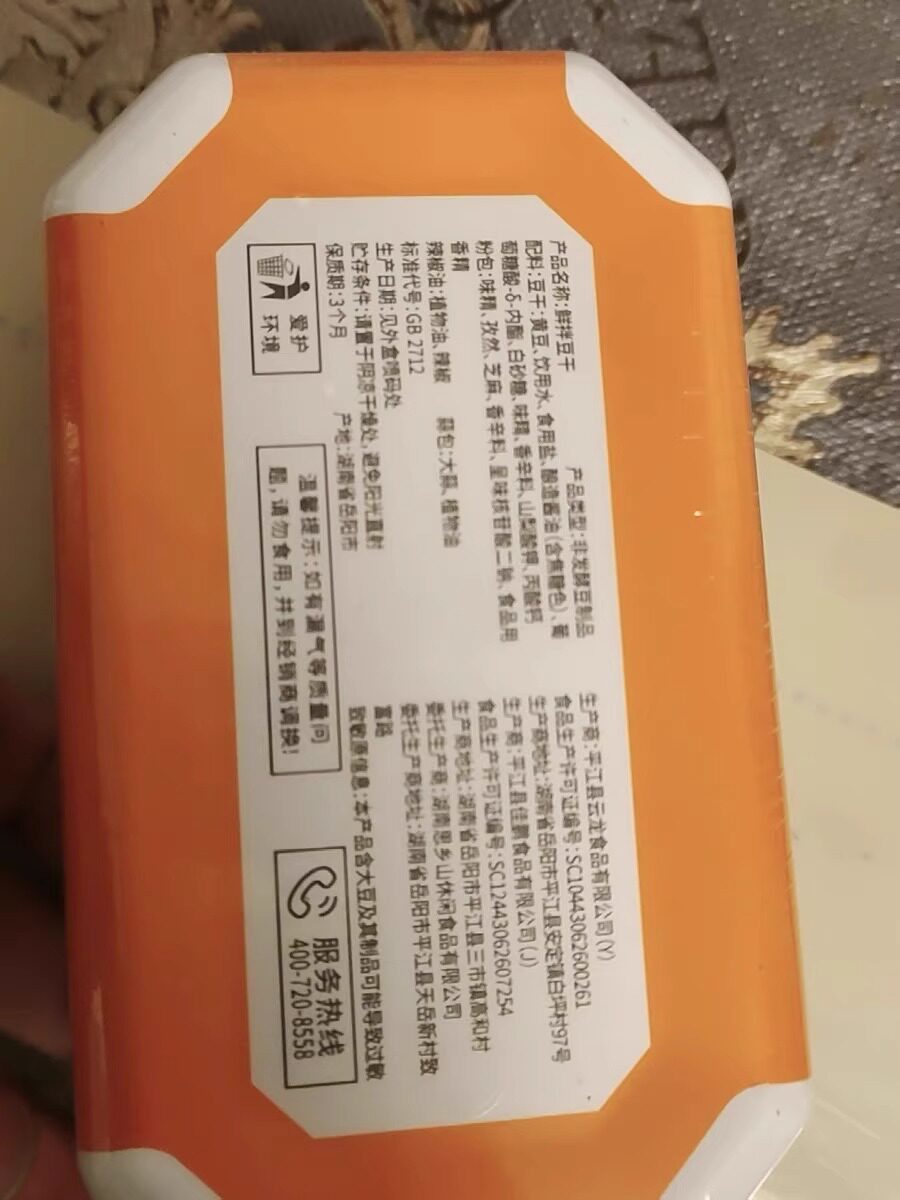 产品名称:鲜拌豆干
产品类型:非发酵豆制品
配料:豆干:黄豆、饮用水、食用盐、酿造酱油(含焦糖色)、葡
萄糖酸-δ-内酯、白砂糖、味精、香辛料、山梨酸钾、丙酸钙
粉包:味精、孜然、芝麻、香辛料、呈味核苷酸二钠、食品用
香精
辣椒油:植物油、辣椒
蒜包:大蒜、植物油
标准代号:GB 2712
生产日期:见外盒喷码处
贮存条件:请置于阴凉干燥处,避免阳光直射
保质期:3个月
产地:湖南省岳阳市
爱护
环境
温馨提示:如有漏气等质量问
题,请勿食用,并到经销商调换!
生产商:平江县云龙食品有限公司(Y)
食品生产许可证编号:SC10443062600261
生产商地址:湖南省岳阳市平江县安定镇白坪村97号
生产商:平江县佳鹏食品有限公司(J)
食品生产许可证编号:SC12443062607254
生产商地址:湖南省岳阳市平江县三市镇高和村
委托生产商:湖南思乡山休闲食品有限公司
委托生产商地址:湖南省岳阳市平江县天岳新村致
富路
致敏原信息:本产品含大豆及其制品可能导致过敏
服务热线
400-720-8558